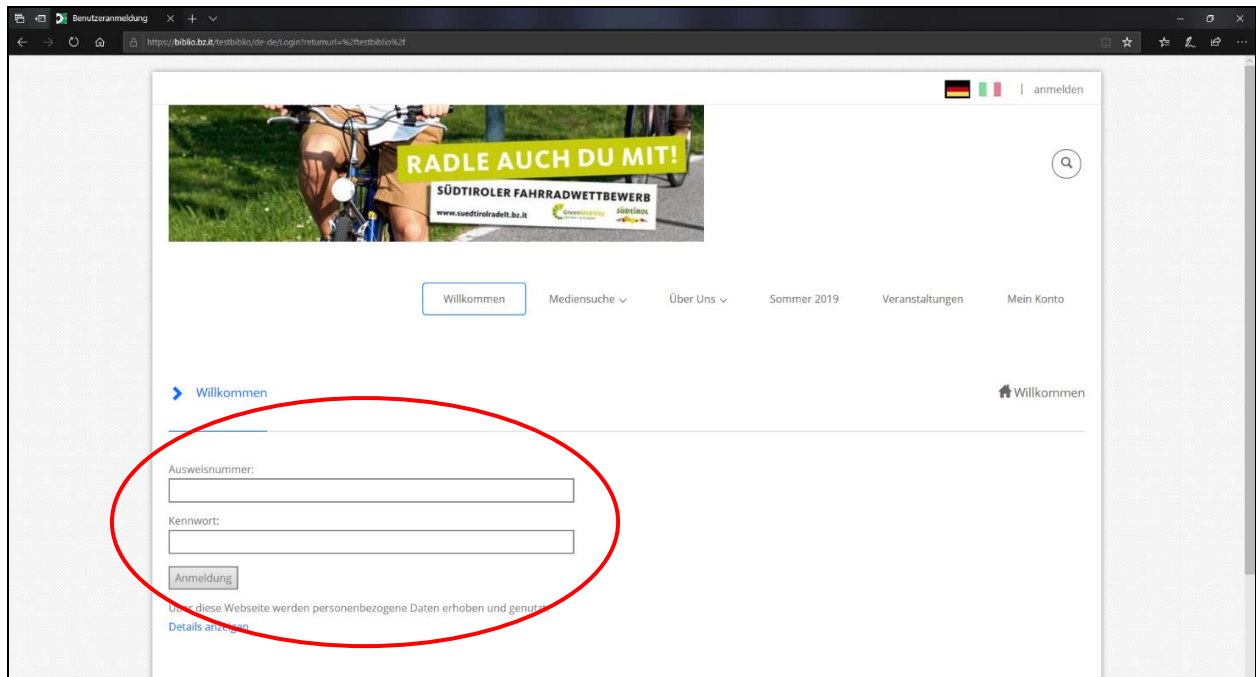 Benutzeranmeldung
https://biblio.bz.it/testbiblio/de-de/Login?returnurl=%2ftestbiblio%2f
| anmelden
RADLE AUCH DU MIT!
SÜDTIROLER FAHRRADWETTBEWERB
www.suedtirolradelt.bz.it GreenMobility SÜDTIROL
Willkommen Mediensuche Über Uns Sommer 2019 Veranstaltungen Mein Konto
Willkommen Willkommen
Ausweisnummer:
Kennwort:
Anmeldung
Über diese Webseite werden personenbezogene Daten erhoben und genutzt.
Details anzeigen